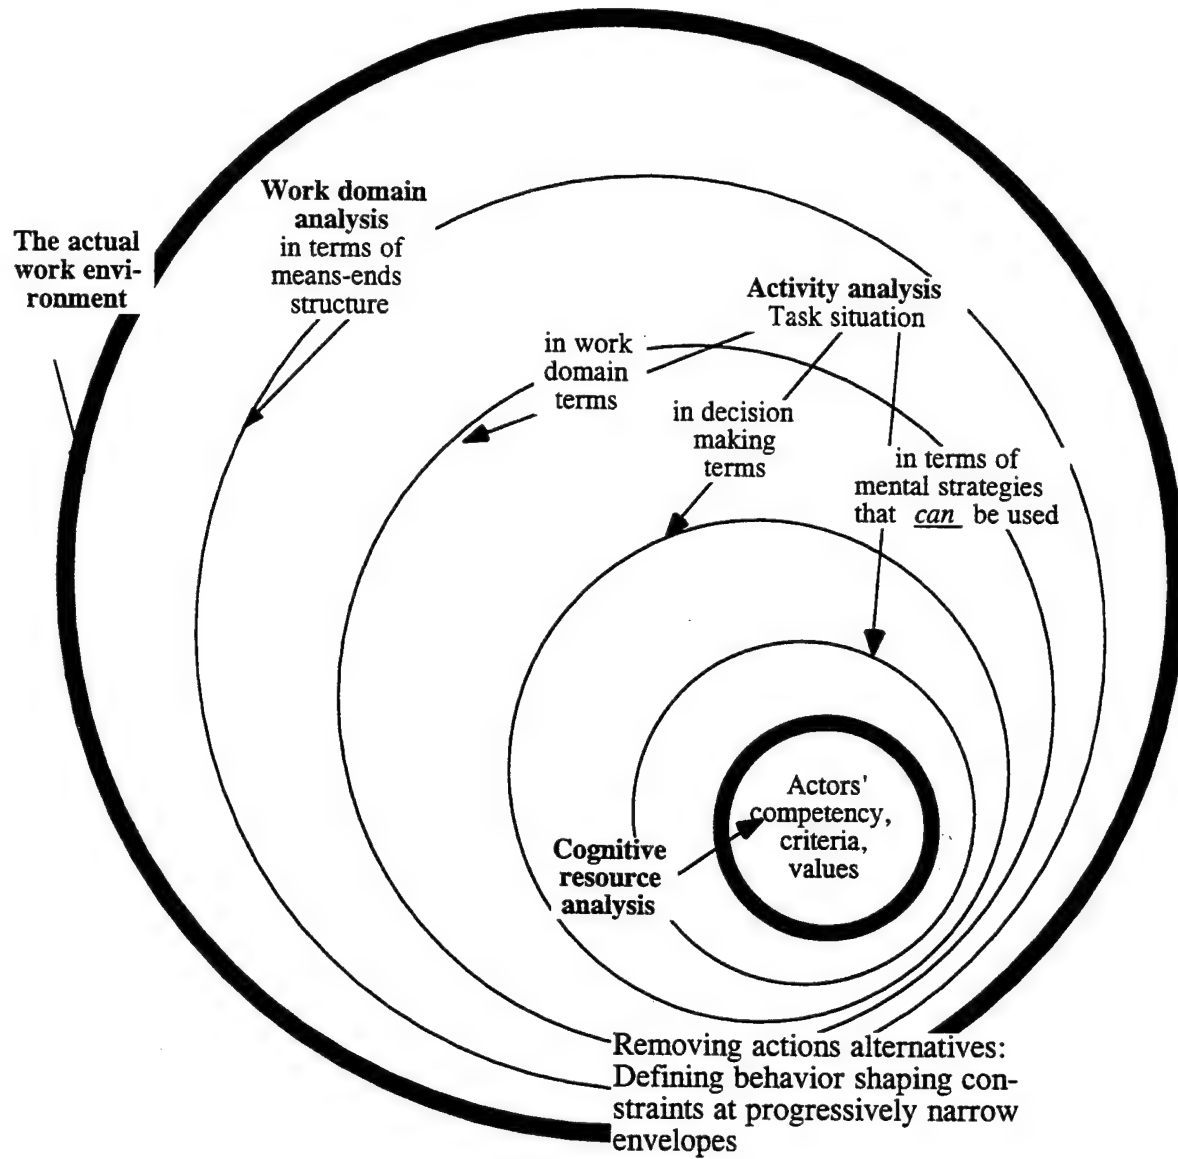 Work domain
analysis
in terms of
means-ends
structure
The actual
work envi-
ronment
Activity analysis
Task situation
in work
domain
terms
in decision
making
terms
in terms of
mental strategies
that can be used
Actors'
competency,
criteria,
values
Cognitive
resource
analysis
Removing actions alternatives:
Defining behavior shaping con-
straints at progressively narrow
envelopes